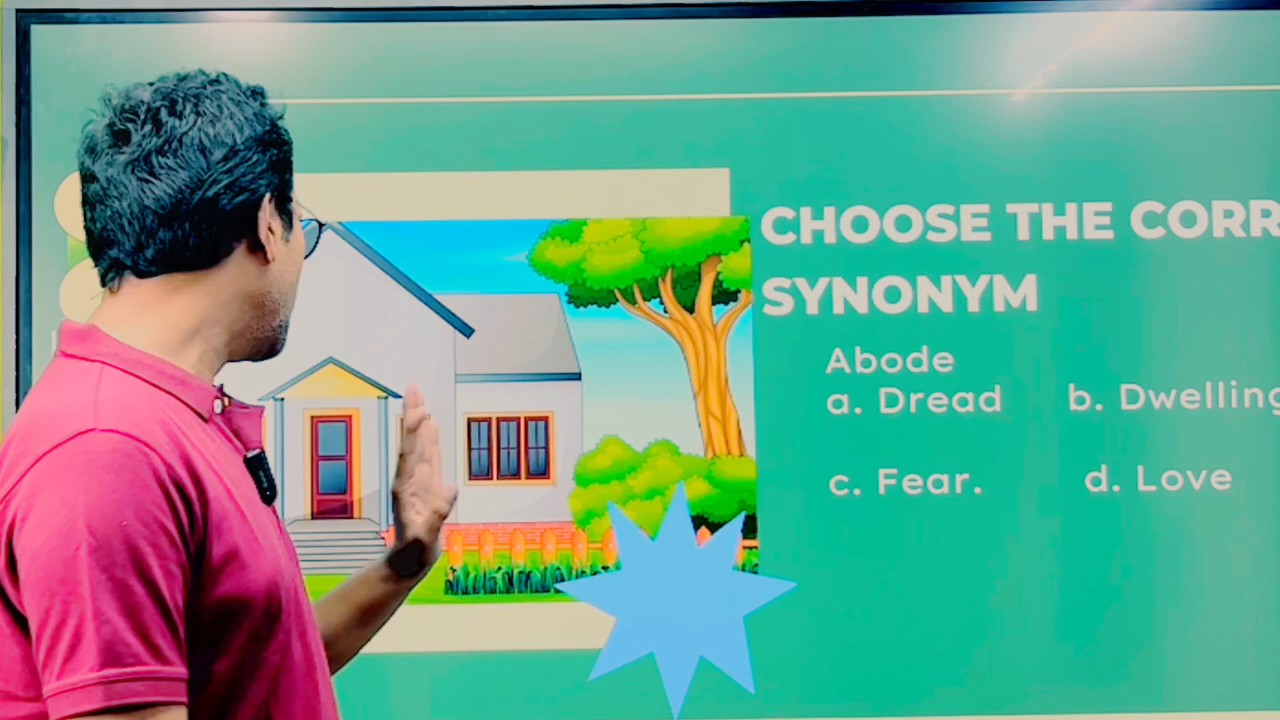 CHOOSE THE CORR
SYNONYM
Abode
a. Dread b. Dwelling
c. Fear. d. Love